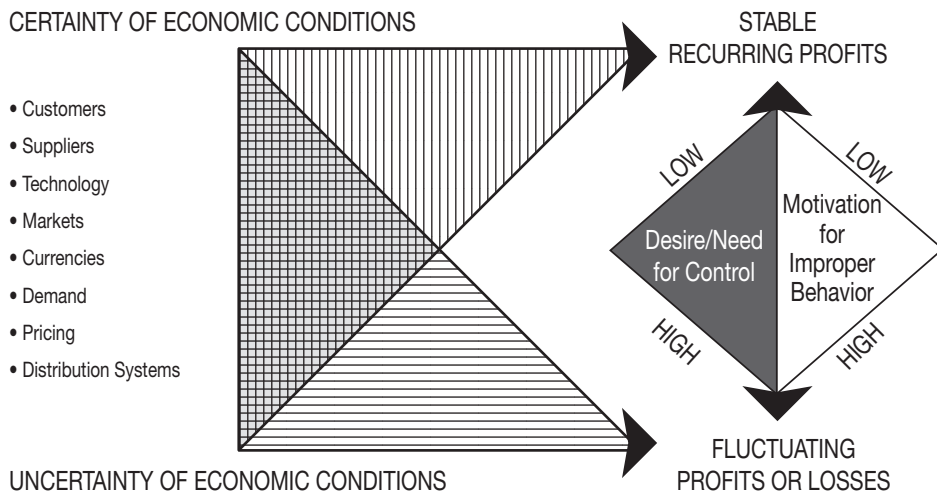 CERTAINTY OF ECONOMIC CONDITIONS
STABLE
RECURRING PROFITS
• Customers
• Suppliers
• Technology
• Markets
• Currencies
• Demand
• Pricing
• Distribution Systems
LOW
LOW
Desire/Need
for Control
Motivation
for
Improper
Behavior
HIGH
HIGH
UNCERTAINTY OF ECONOMIC CONDITIONS
FLUCTUATING
PROFITS OR LOSSES